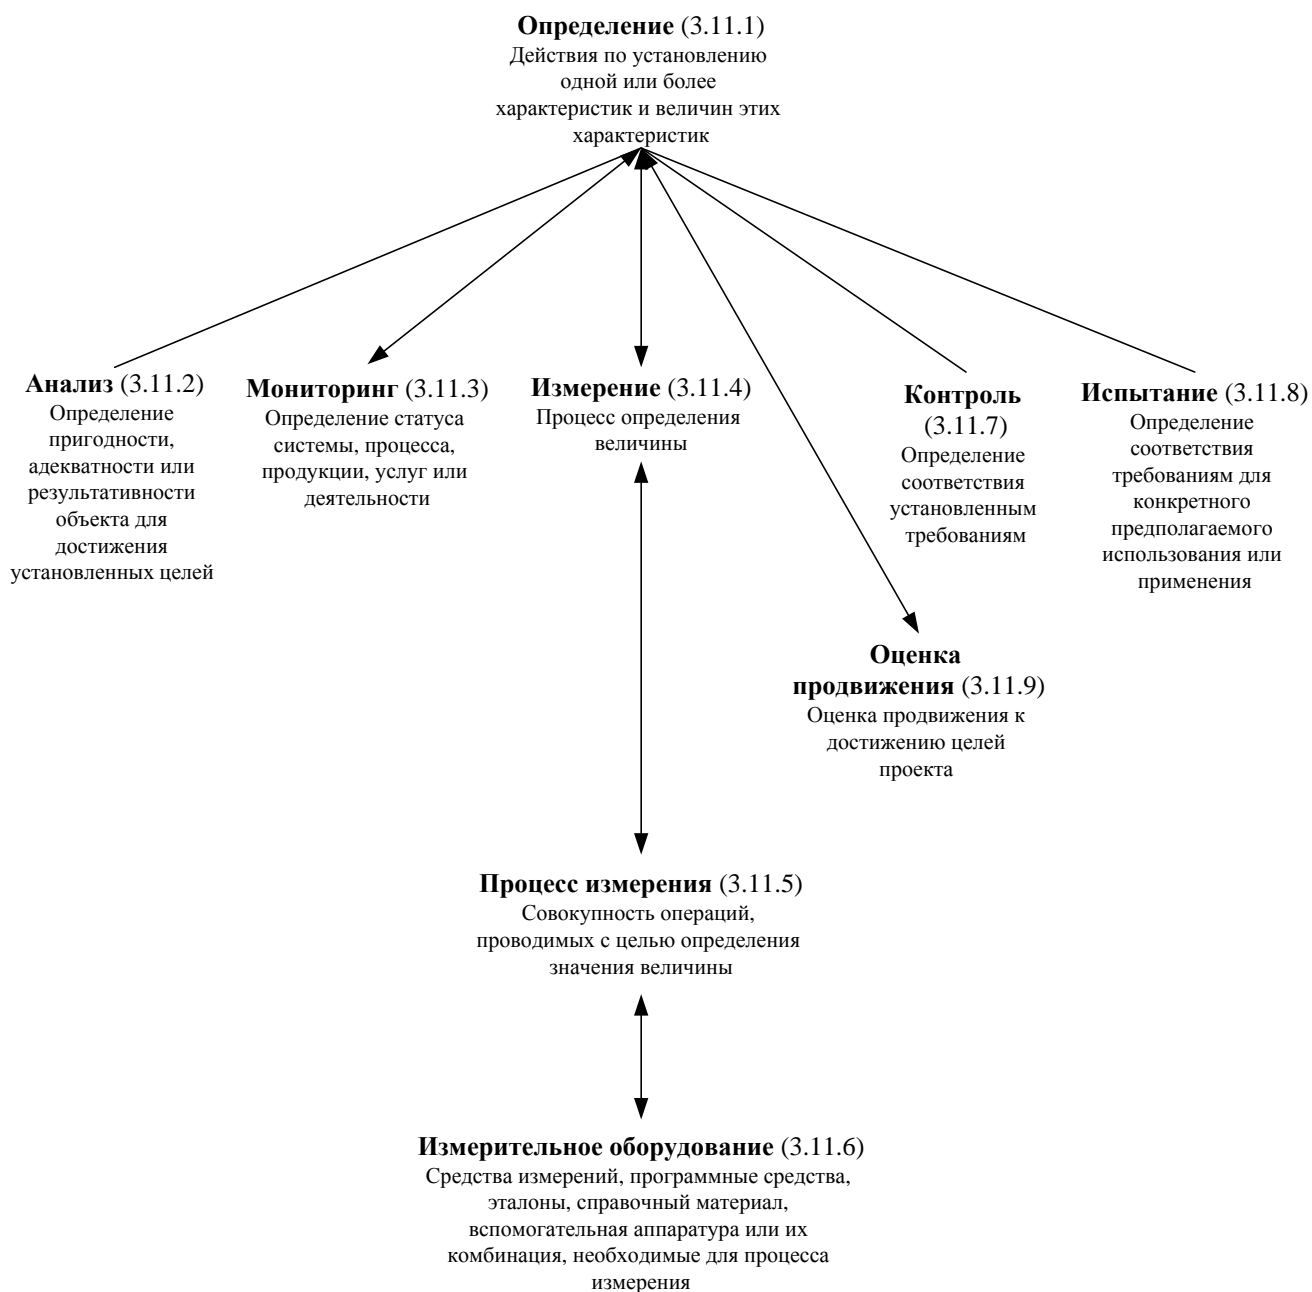 Определение (3.11.1)
Действия по установлению
одной или более
характеристик и величин этих
характеристик
Анализ (3.11.2)
Определение
пригодности,
адекватности или
результативности
объекта для
достижения
установленных целей
Мониторинг (3.11.3)
Определение статуса
системы, процесса,
продукции, услуг или
деятельности
Измерение (3.11.4)
Процесс определения
величины
Контроль
(3.11.7)
Определение
соответствия
установленным
требованиям
Испытание (3.11.8)
Определение
соответствия
требованиям для
конкретного
предполагаемого
использования или
применения
Оценка
продвижения (3.11.9)
Оценка продвижения к
достижению целей
проекта
Процесс измерения (3.11.5)
Совокупность операций,
проводимых с целью определения
значения величины
Измерительное оборудование (3.11.6)
Средства измерений, программные средства,
эталоны, справочный материал,
вспомогательная аппаратура или их
комбинация, необходимые для процесса
измерения